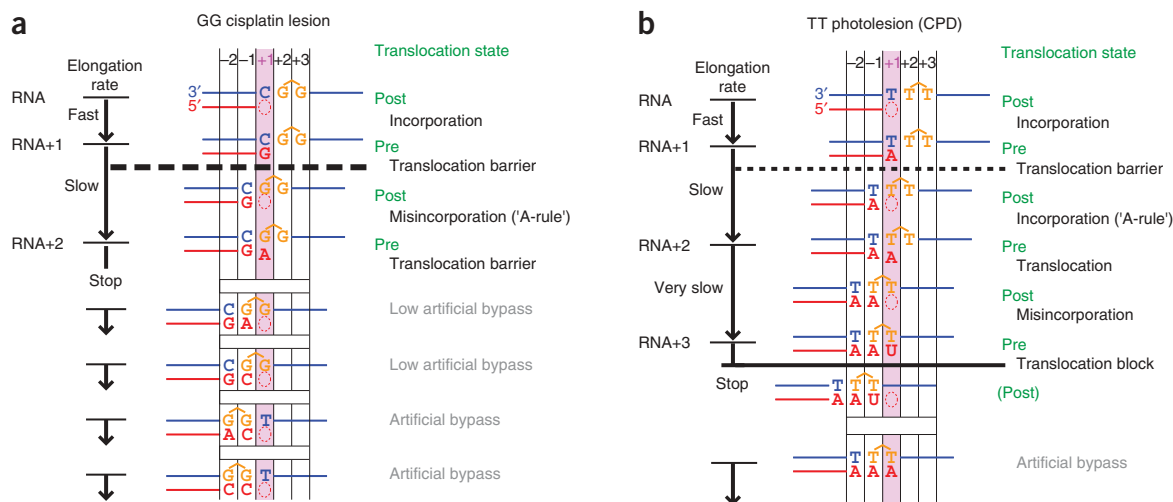 a
GG cisplatin lesion
Translocation state
Elongation rate
−2 −1 +1 +2 +3
RNA
3′ C G G
5′
Post
Incorporation
Fast
RNA+1
C G G
G
Pre
Translocation barrier
Slow
C G G
G
Post
Misincorporation ('A-rule')
RNA+2
C G G
G A
Pre
Translocation barrier
Stop
C G G
G A
Low artificial bypass
C G G
G C
Low artificial bypass
G G T
A C
Artificial bypass
G G T
C C
Artificial bypass
b
TT photolesion (CPD)
Translocation state
Elongation rate
−2 −1 +1 +2 +3
RNA
3′ T T T
5′
Post
Incorporation
Fast
RNA+1
T T T
A
Pre
Translocation barrier
Slow
T T T
A
Post
Incorporation ('A-rule')
RNA+2
T T T
A A
Pre
Translocation
Very slow
T T T
A A
Post
Misincorporation
RNA+3
T T T
A A U
Pre
Translocation block
Stop
T T T
A A U
(Post)
T T T
A A A
Artificial bypass